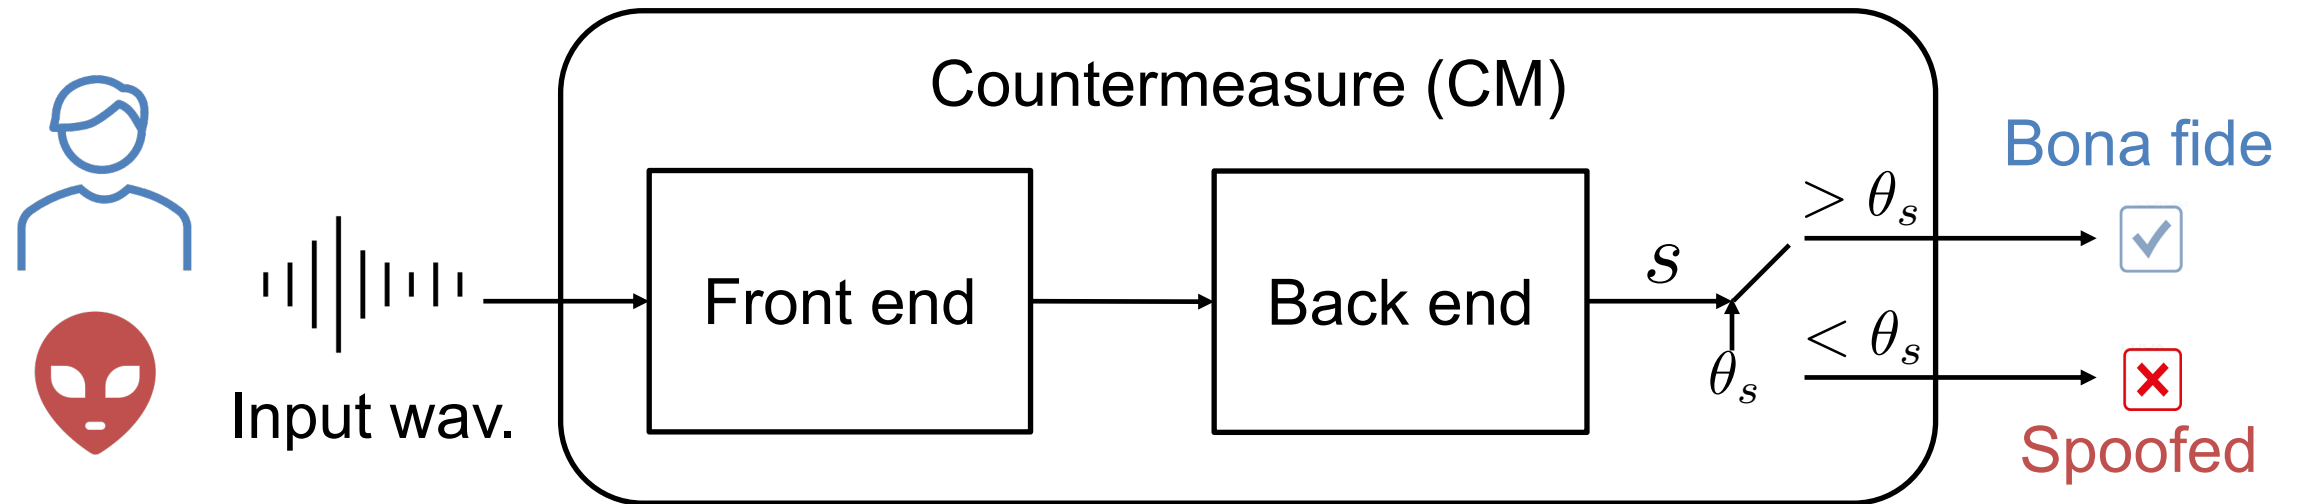 Countermeasure (CM)
Input wav.
Front end
Back end
s
θₛ
> θₛ
< θₛ
Bona fide
Spoofed